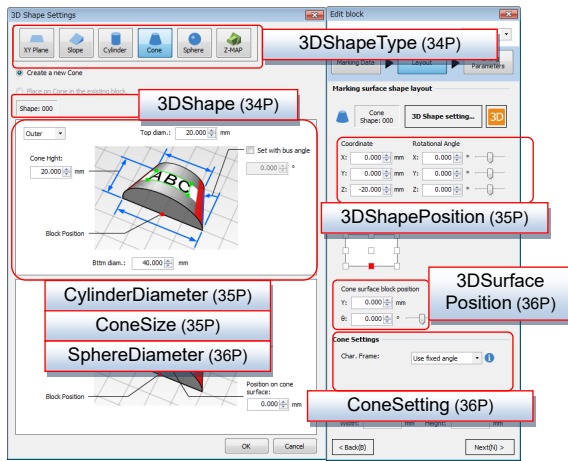 3D Shape Settings
XY Plane
Slope
Cylinder
Cone
Sphere
Z-MAP
3DShapeType (34P)
Create a new Cone
Place on Cone in the existing block.
Shape: 000
3DShape (34P)
Outer
Top diam.: 20.000 mm
Cone Hght:
20.000 mm
Set with bus angle
0.000 °
ABC
Block Position
Bttm diam.: 40.000 mm
CylinderDiameter (35P)
ConeSize (35P)
SphereDiameter (36P)
Block Position
Position on cone
surface:
0.000 mm
OK
Cancel
Edit block
Marking Data
Layout
Parameters
Marking surface shape layout
Cone
Shape: 000
3D Shape setting...
3D
Coordinate
Rotational Angle
X: 0.000 mm X: 0.000 °
Y: 0.000 mm Y: 0.000 °
Z: -20.000 mm Z: 0.000 °
3DShapePosition (35P)
Cone surface block position
Y: 0.000 mm
θ: 0.000 °
3DSurface
Position (36P)
Cone Settings
Char. Frame:
Use fixed angle
ConeSetting (36P)
Width:
mm
Height:
mm
< Back(B)
Next(N) >